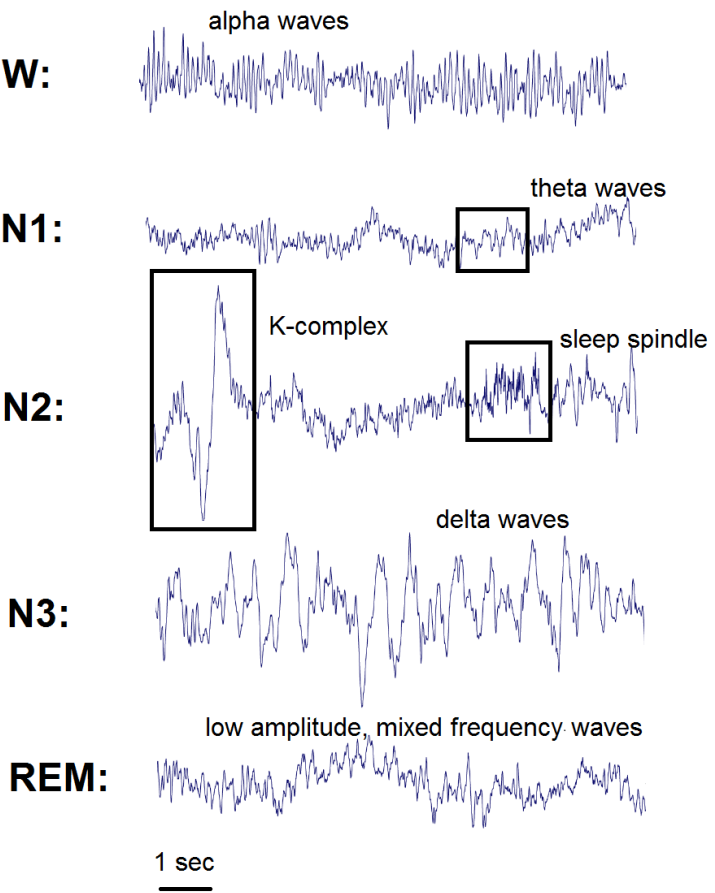 alpha waves
W:
theta waves
N1:
K-complex
sleep spindle
N2:
delta waves
N3:
low amplitude, mixed frequency waves
REM:
1 sec